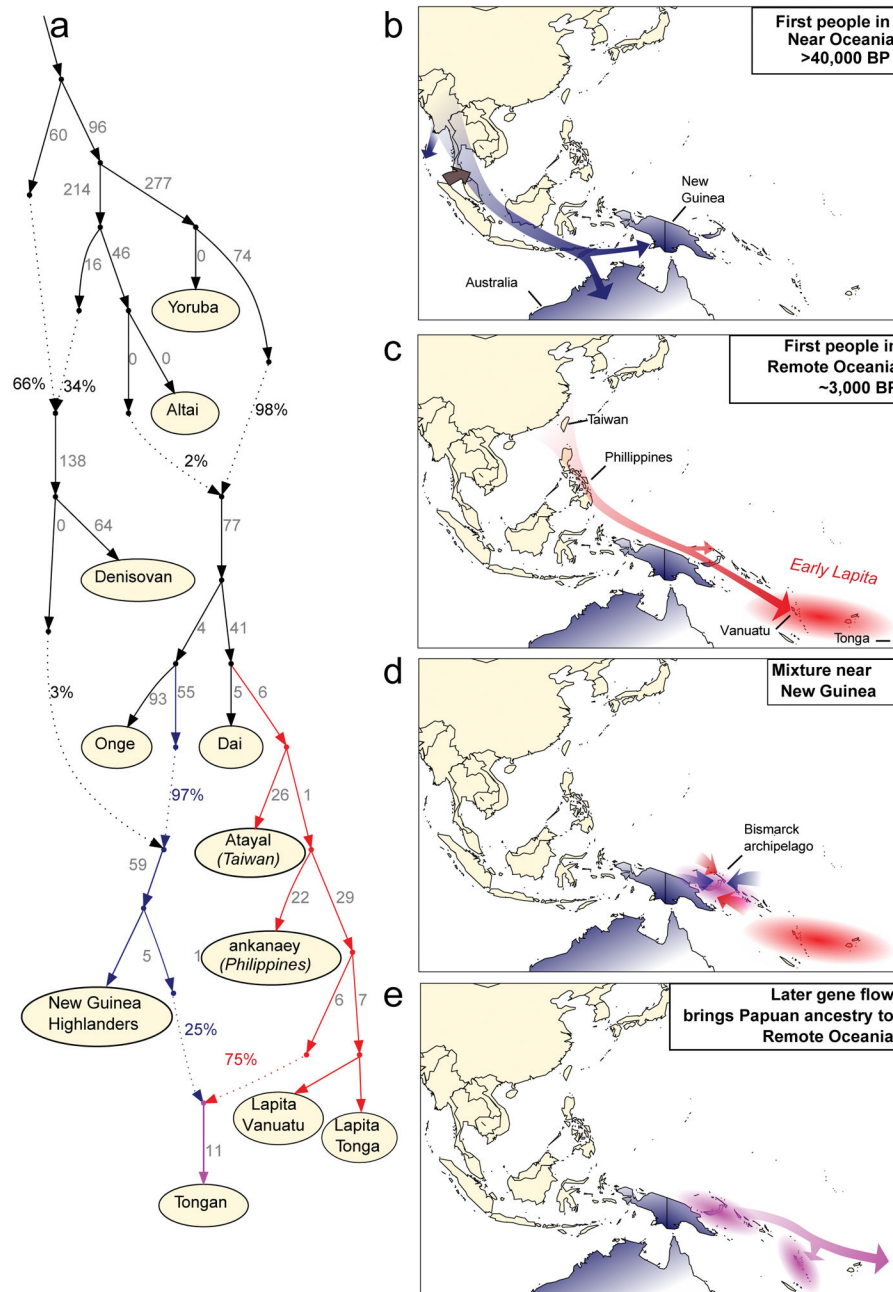 a
60
96
214
277
16
46
0
74
Yoruba
0
0
66%
34%
Altai
98%
2%
138
77
0
64
Denisovan
4
41
3%
93
55
5
6
Onge
Dai
97%
26
1
Atayal
(Taiwan)
59
22
29
5
1
ankanaey
(Philippines)
New Guinea
Highlanders
6
7
25%
75%
Lapita
Vanuatu
Lapita
Tonga
11
Tongan
b
First people in
Near Oceania
>40,000 BP
New
Guinea
Australia
c
First people in
Remote Oceania
~3,000 BP
Taiwan
Phillippines
Early Lapita
Vanuatu
Tonga
d
Mixture near
New Guinea
Bismarck
archipelago
e
Later gene flow
brings Papuan ancestry to
Remote Oceania